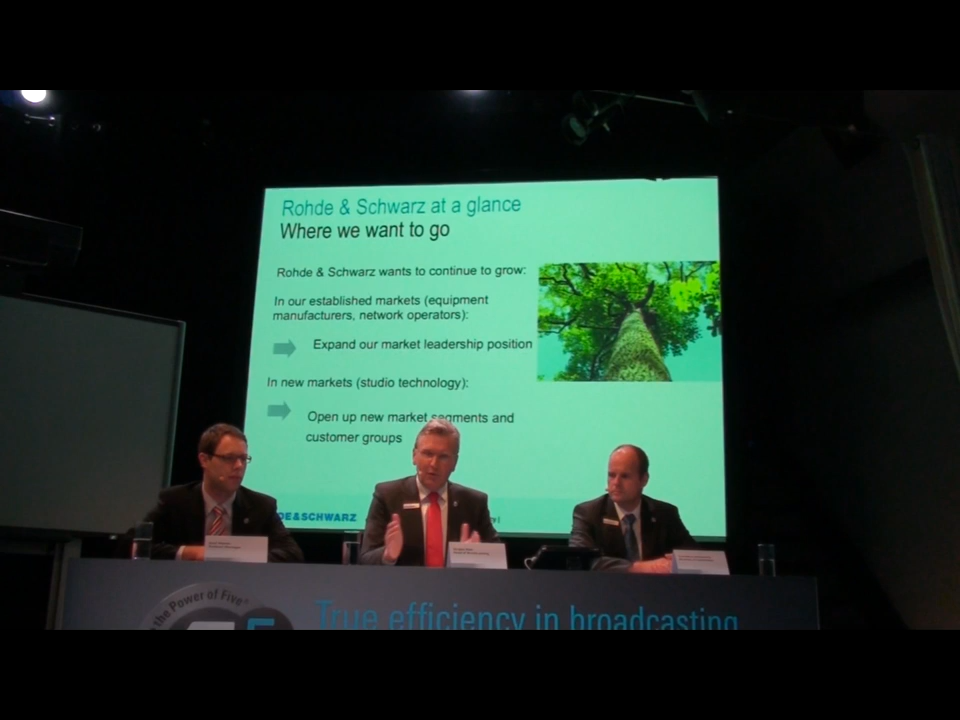 Rohde & Schwarz at a glance
Where we want to go
Rohde & Schwarz wants to continue to grow:
In our established markets (equipment
manufacturers, network operators):
Expand our market leadership position
In new markets (studio technology):
Open up new market segments and
customer groups
DE&SCHWARZ
the Power of Five
True efficiency in broadcasting